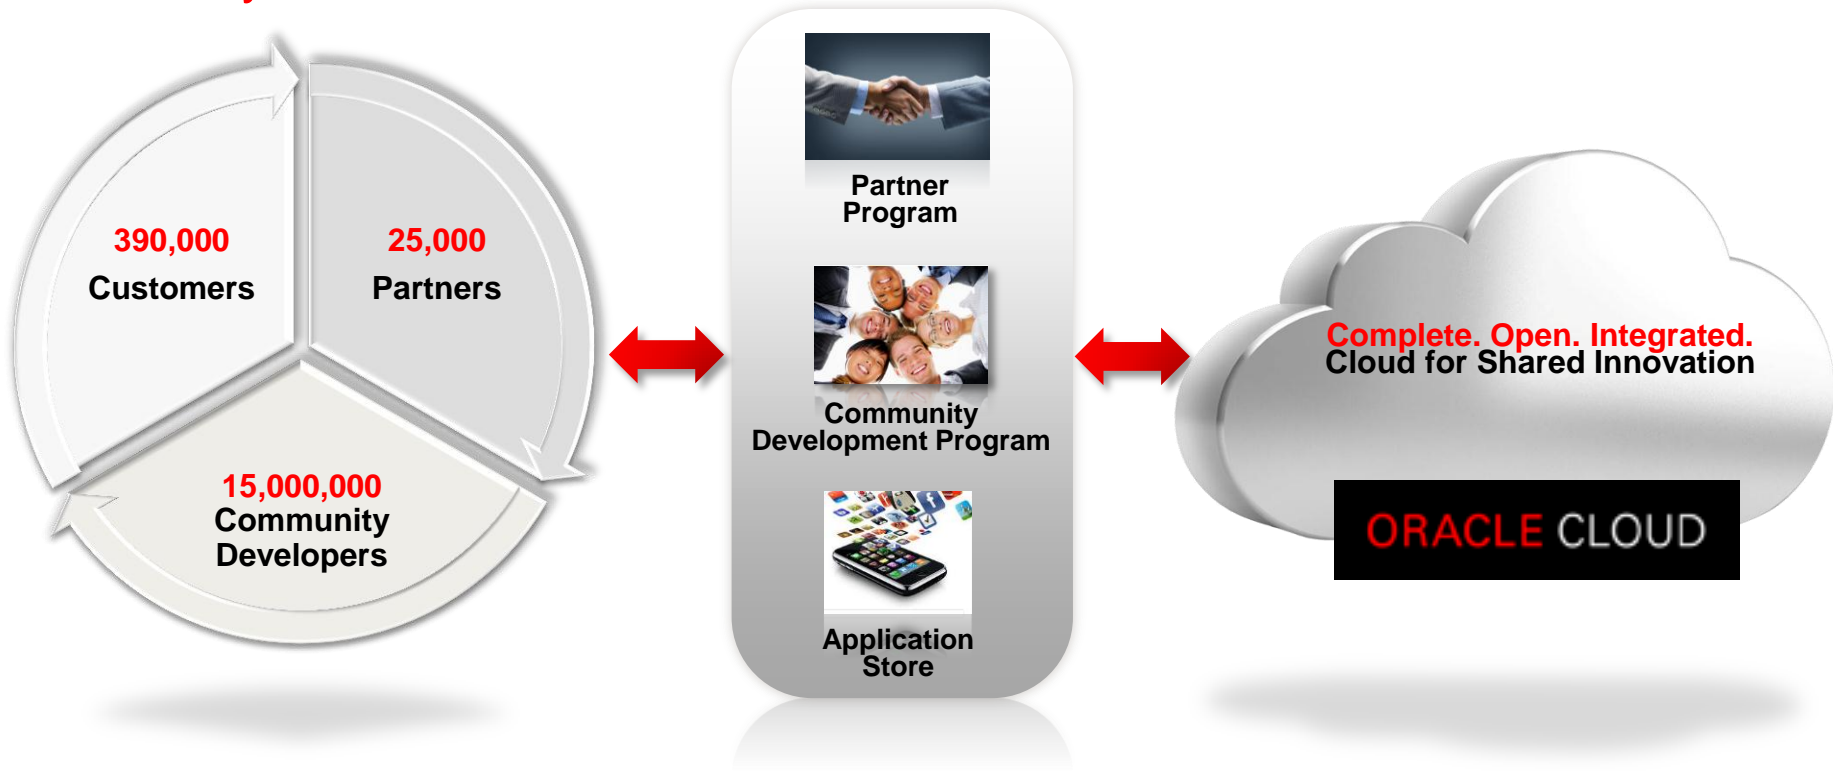 390,000
Customers
25,000
Partners
15,000,000
Community
Developers
Partner
Program
Community
Development Program
Application
Store
Complete. Open. Integrated.
Cloud for Shared Innovation
ORACLE CLOUD